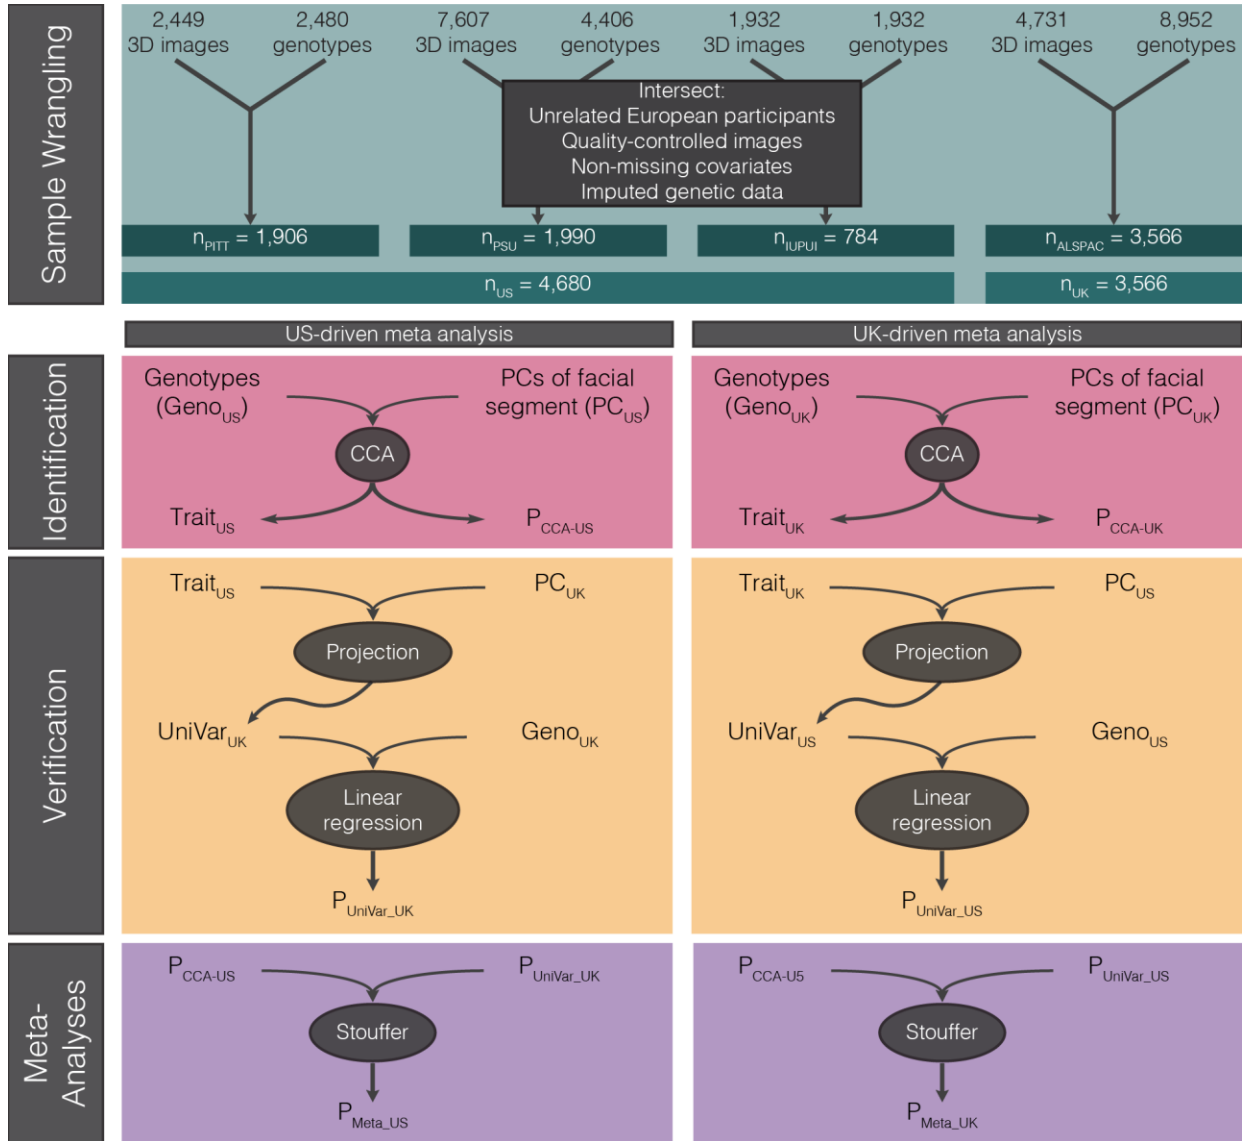 Sample Wrangling
2,449 2,480 7,607 4,406 1,932 1,932 4,731 8,952
3D images genotypes 3D images genotypes 3D images genotypes 3D images genotypes
Intersect:
Unrelated European participants
Quality-controlled images
Non-missing covariates
Imputed genetic data
nPITT = 1,906 nPSU = 1,990 nIUPUI = 784 nALSPAC = 3,566
nUS = 4,680 nUK = 3,566
US-driven meta analysis UK-driven meta analysis
Identification
Genotypes PCs of facial Genotypes PCs of facial
(GenoUS) segment (PCUS) (GenoUK) segment (PCUK)
CCA CCA
TraitUS PCCA-US TraitUK PCCA-UK
Verification
TraitUS PCUK TraitUK PCUS
Projection Projection
UniVarUK GenoUK UniVarUS GenoUS
Linear Linear
regression regression
PUniVar_UK PUniVar_US
Meta-
Analyses
PCCA-US PUniVar_UK PCCA-U5 PUniVar_US
Stouffer Stouffer
PMeta_US PMeta_UK